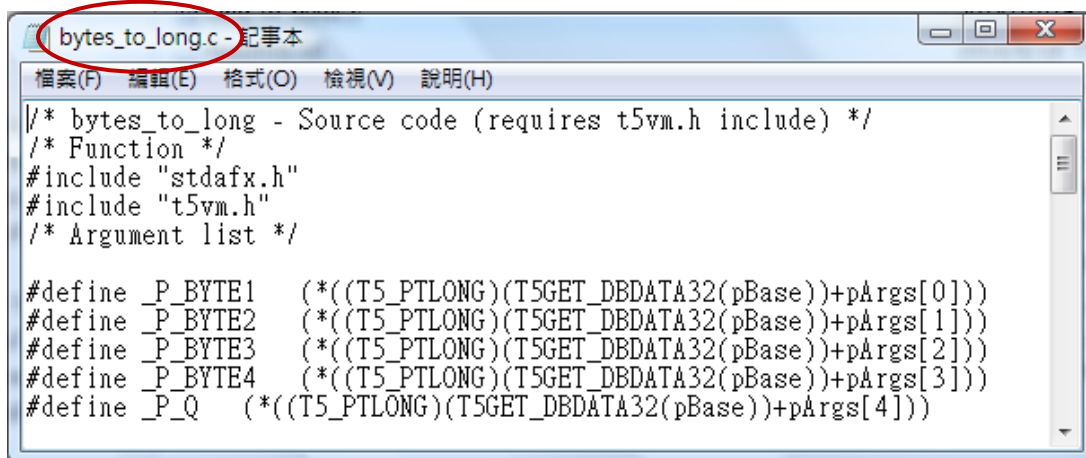 bytes_to_long.c - 記事本
檔案(F) 編輯(E) 格式(O) 檢視(V) 說明(H)
/* bytes_to_long - Source code (requires t5vm.h include) */
/* Function */
#include "stdafx.h"
#include "t5vm.h"
/* Argument list */
#define _P_BYTE1 (*((T5_PTLONG)(T5GET_DBDATA32(pBase))+pArgs[0]))
#define _P_BYTE2 (*((T5_PTLONG)(T5GET_DBDATA32(pBase))+pArgs[1]))
#define _P_BYTE3 (*((T5_PTLONG)(T5GET_DBDATA32(pBase))+pArgs[2]))
#define _P_BYTE4 (*((T5_PTLONG)(T5GET_DBDATA32(pBase))+pArgs[3]))
#define _P_Q (*((T5_PTLONG)(T5GET_DBDATA32(pBase))+pArgs[4]))